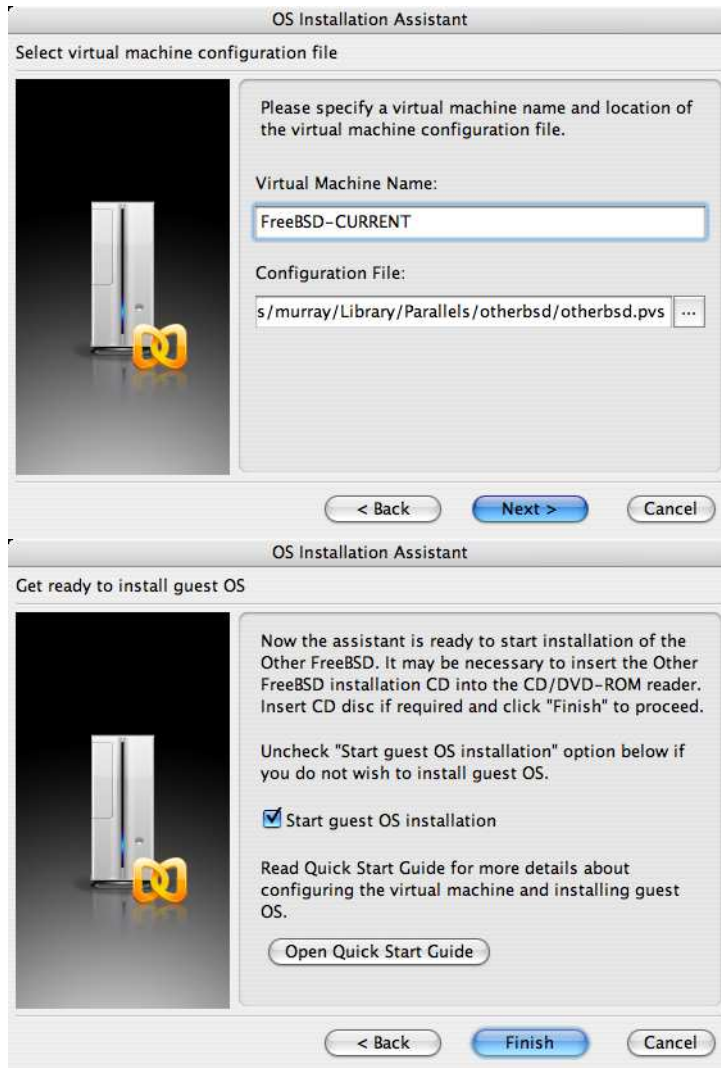 OS Installation Assistant
Select virtual machine configuration file
Please specify a virtual machine name and location of
the virtual machine configuration file.
Virtual Machine Name:
FreeBSD-CURRENT
Configuration File:
s/murray/Library/Parallels/otherbsd/otherbsd.pvs ...
< Back Next > Cancel
OS Installation Assistant
Get ready to install guest OS
Now the assistant is ready to start installation of the
Other FreeBSD. It may be necessary to insert the Other
FreeBSD installation CD into the CD/DVD-ROM reader.
Insert CD disc if required and click "Finish" to proceed.
Uncheck "Start guest OS installation" option below if
you do not wish to install guest OS.
Start guest OS installation
Read Quick Start Guide for more details about
configuring the virtual machine and installing guest
OS.
Open Quick Start Guide
< Back Finish Cancel